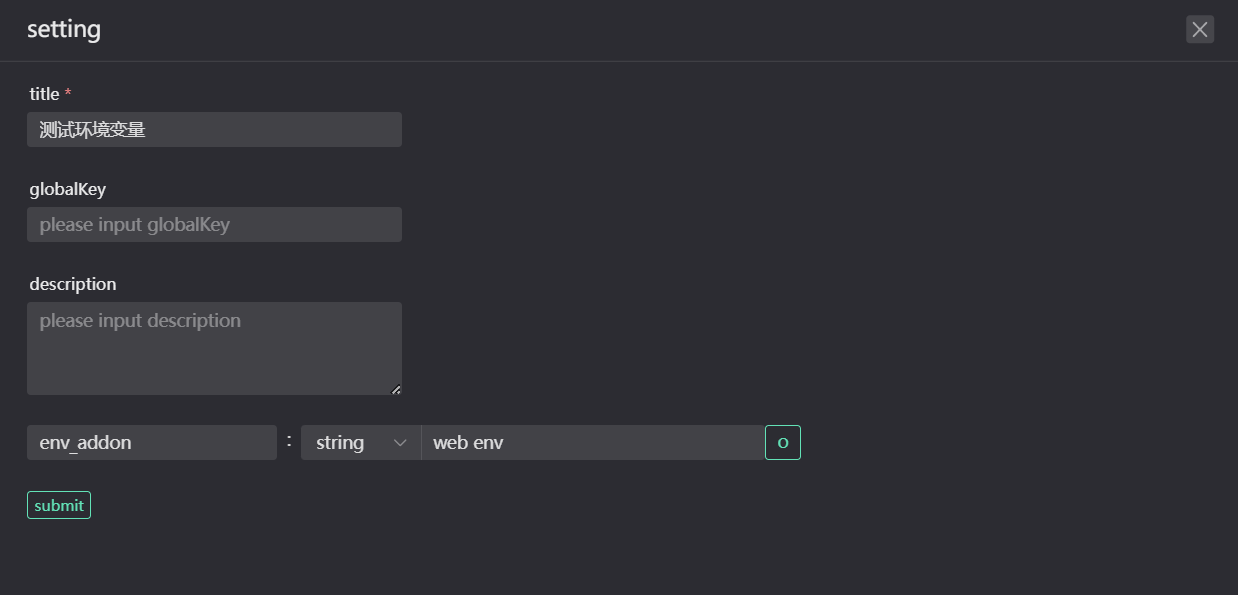 setting
title *
测试环境变量
globalKey
please input globalKey
description
please input description
env_addon : string web env o
submit